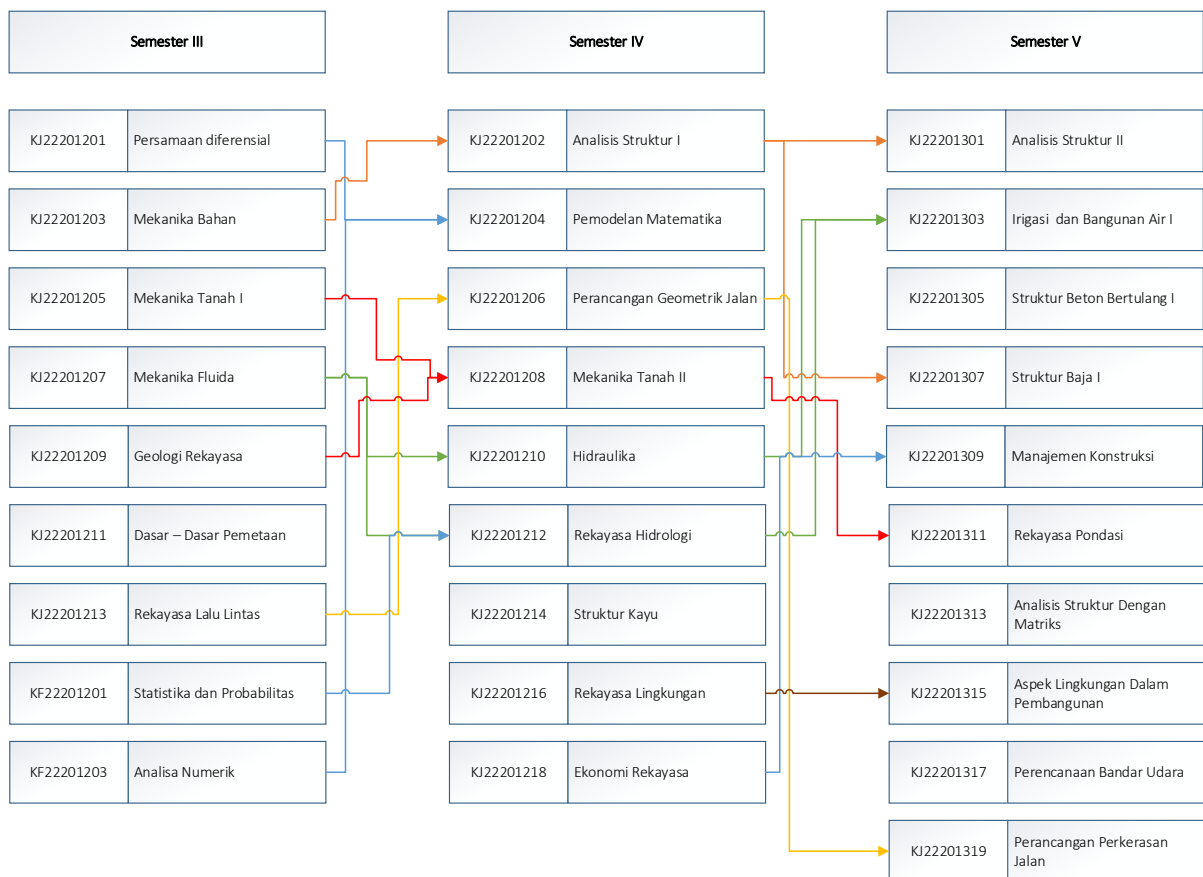 Semester III
Semester IV
Semester V
KJ22201201 Persamaan diferensial
KJ22201202 Analisis Struktur I
KJ22201301 Analisis Struktur II
KJ22201203 Mekanika Bahan
KJ22201204 Pemodelan Matematika
KJ22201303 Irigasi dan Bangunan Air I
KJ22201205 Mekanika Tanah I
KJ22201206 Perancangan Geometrik Jalan
KJ22201305 Struktur Beton Bertulang I
KJ22201207 Mekanika Fluida
KJ22201208 Mekanika Tanah II
KJ22201307 Struktur Baja I
KJ22201209 Geologi Rekayasa
KJ22201210 Hidraulika
KJ22201309 Manajemen Konstruksi
KJ22201211 Dasar – Dasar Pemetaan
KJ22201212 Rekayasa Hidrologi
KJ22201311 Rekayasa Pondasi
KJ22201213 Rekayasa Lalu Lintas
KJ22201214 Struktur Kayu
KJ22201313 Analisis Struktur Dengan
Matriks
KF22201201 Statistika dan Probabilitas
KJ22201216 Rekayasa Lingkungan
KJ22201315 Aspek Lingkungan Dalam
Pembangunan
KF22201203 Analisa Numerik
KJ22201218 Ekonomi Rekayasa
KJ22201317 Perencanaan Bandar Udara
KJ22201319 Perancangan Perkerasan
Jalan